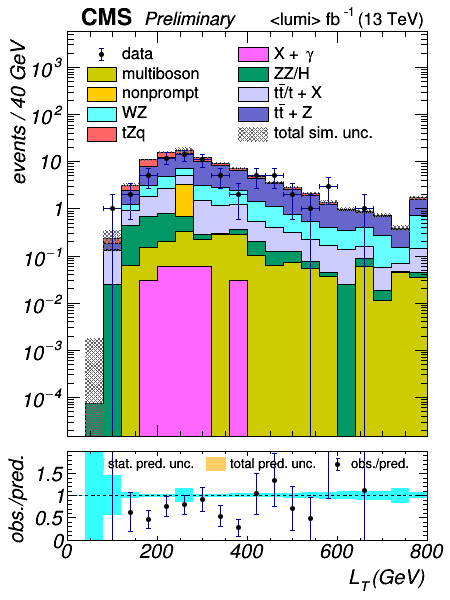 CMS Preliminary <lumi> fb⁻¹ (13 TeV)
events / 40 GeV
10³
10²
10
1
10⁻¹
10⁻²
10⁻³
10⁻⁴
data
multiboson
nonprompt
WZ
tZq
X + γ
ZZ/H
tt̄/t + X
tt̄ + Z
total sim. unc.
obs./pred.
1.5
1
0.5
0
stat. pred. unc. total pred. unc. obs./pred.
0 200 400 600 800
L_T (GeV)